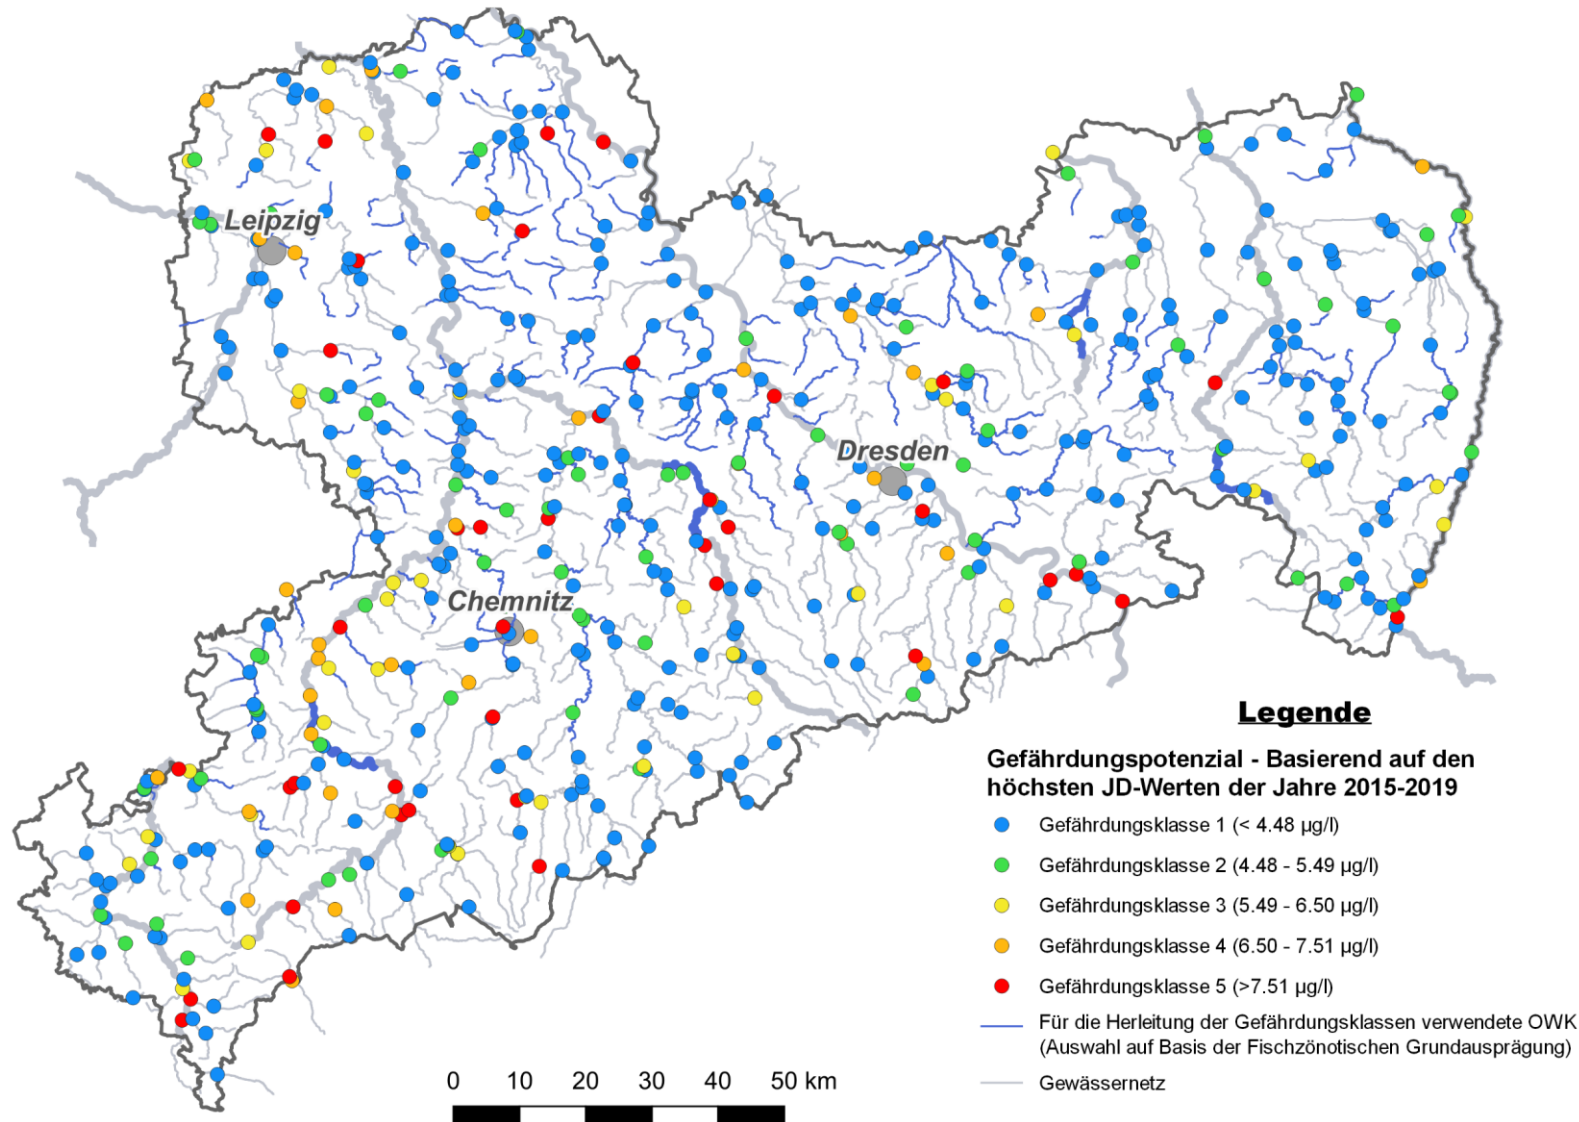 Leipzig
Dresden
Chemnitz
Legende
Gefährdungspotenzial - Basierend auf den
höchsten JD-Werten der Jahre 2015-2019
Gefährdungsklasse 1 (< 4.48 µg/l)
Gefährdungsklasse 2 (4.48 - 5.49 µg/l)
Gefährdungsklasse 3 (5.49 - 6.50 µg/l)
Gefährdungsklasse 4 (6.50 - 7.51 µg/l)
Gefährdungsklasse 5 (>7.51 µg/l)
Für die Herleitung der Gefährdungsklassen verwendete OWK
(Auswahl auf Basis der Fischzönotischen Grundausprägung)
Gewässernetz
0 10 20 30 40 50 km